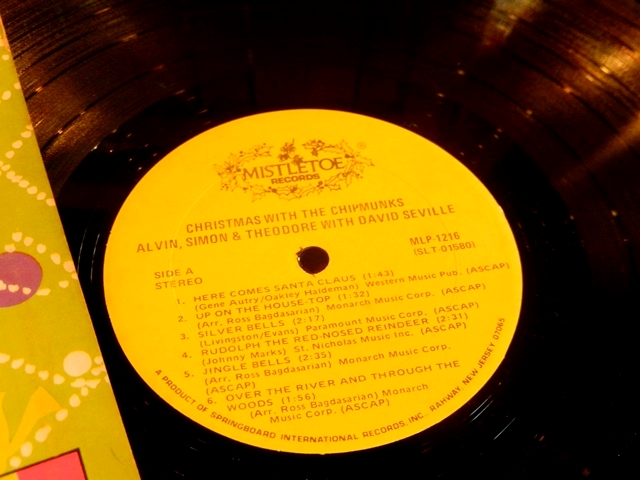 MISTLETOE
RECORDS
®
CHRISTMAS WITH THE CHIPMUNKS
ALVIN, SIMON & THEODORE WITH DAVID SEVILLE
MLP-1216
(SLT-01580)
SIDE A
STEREO
1. HERE COMES SANTA CLAUS (1:43)
(Gene Autry/Oakley Haldeman) Western Music Pub. (ASCAP)
2. UP ON THE HOUSE-TOP (1:32)
(Arr. Ross Bagdasarian) Monarch Music Corp. (ASCAP)
3. SILVER BELLS (2:17)
(Livingston/Evans) Paramount Music Corp. (ASCAP)
4. RUDOLPH THE RED-NOSED REINDEER (2:31)
(Johnny Marks) St. Nicholas Music Inc. (ASCAP)
5. JINGLE BELLS (2:35)
(Arr. Ross Bagdasarian) Monarch Music Corp.
(ASCAP)
6. OVER THE RIVER AND THROUGH THE
WOODS (1:56)
(Arr. Ross Bagdasarian) Monarch
Music Corp. (ASCAP)
A PRODUCT OF SPRINGBOARD INTERNATIONAL RECORDS, INC. RAHWAY, NEW JERSEY 07065